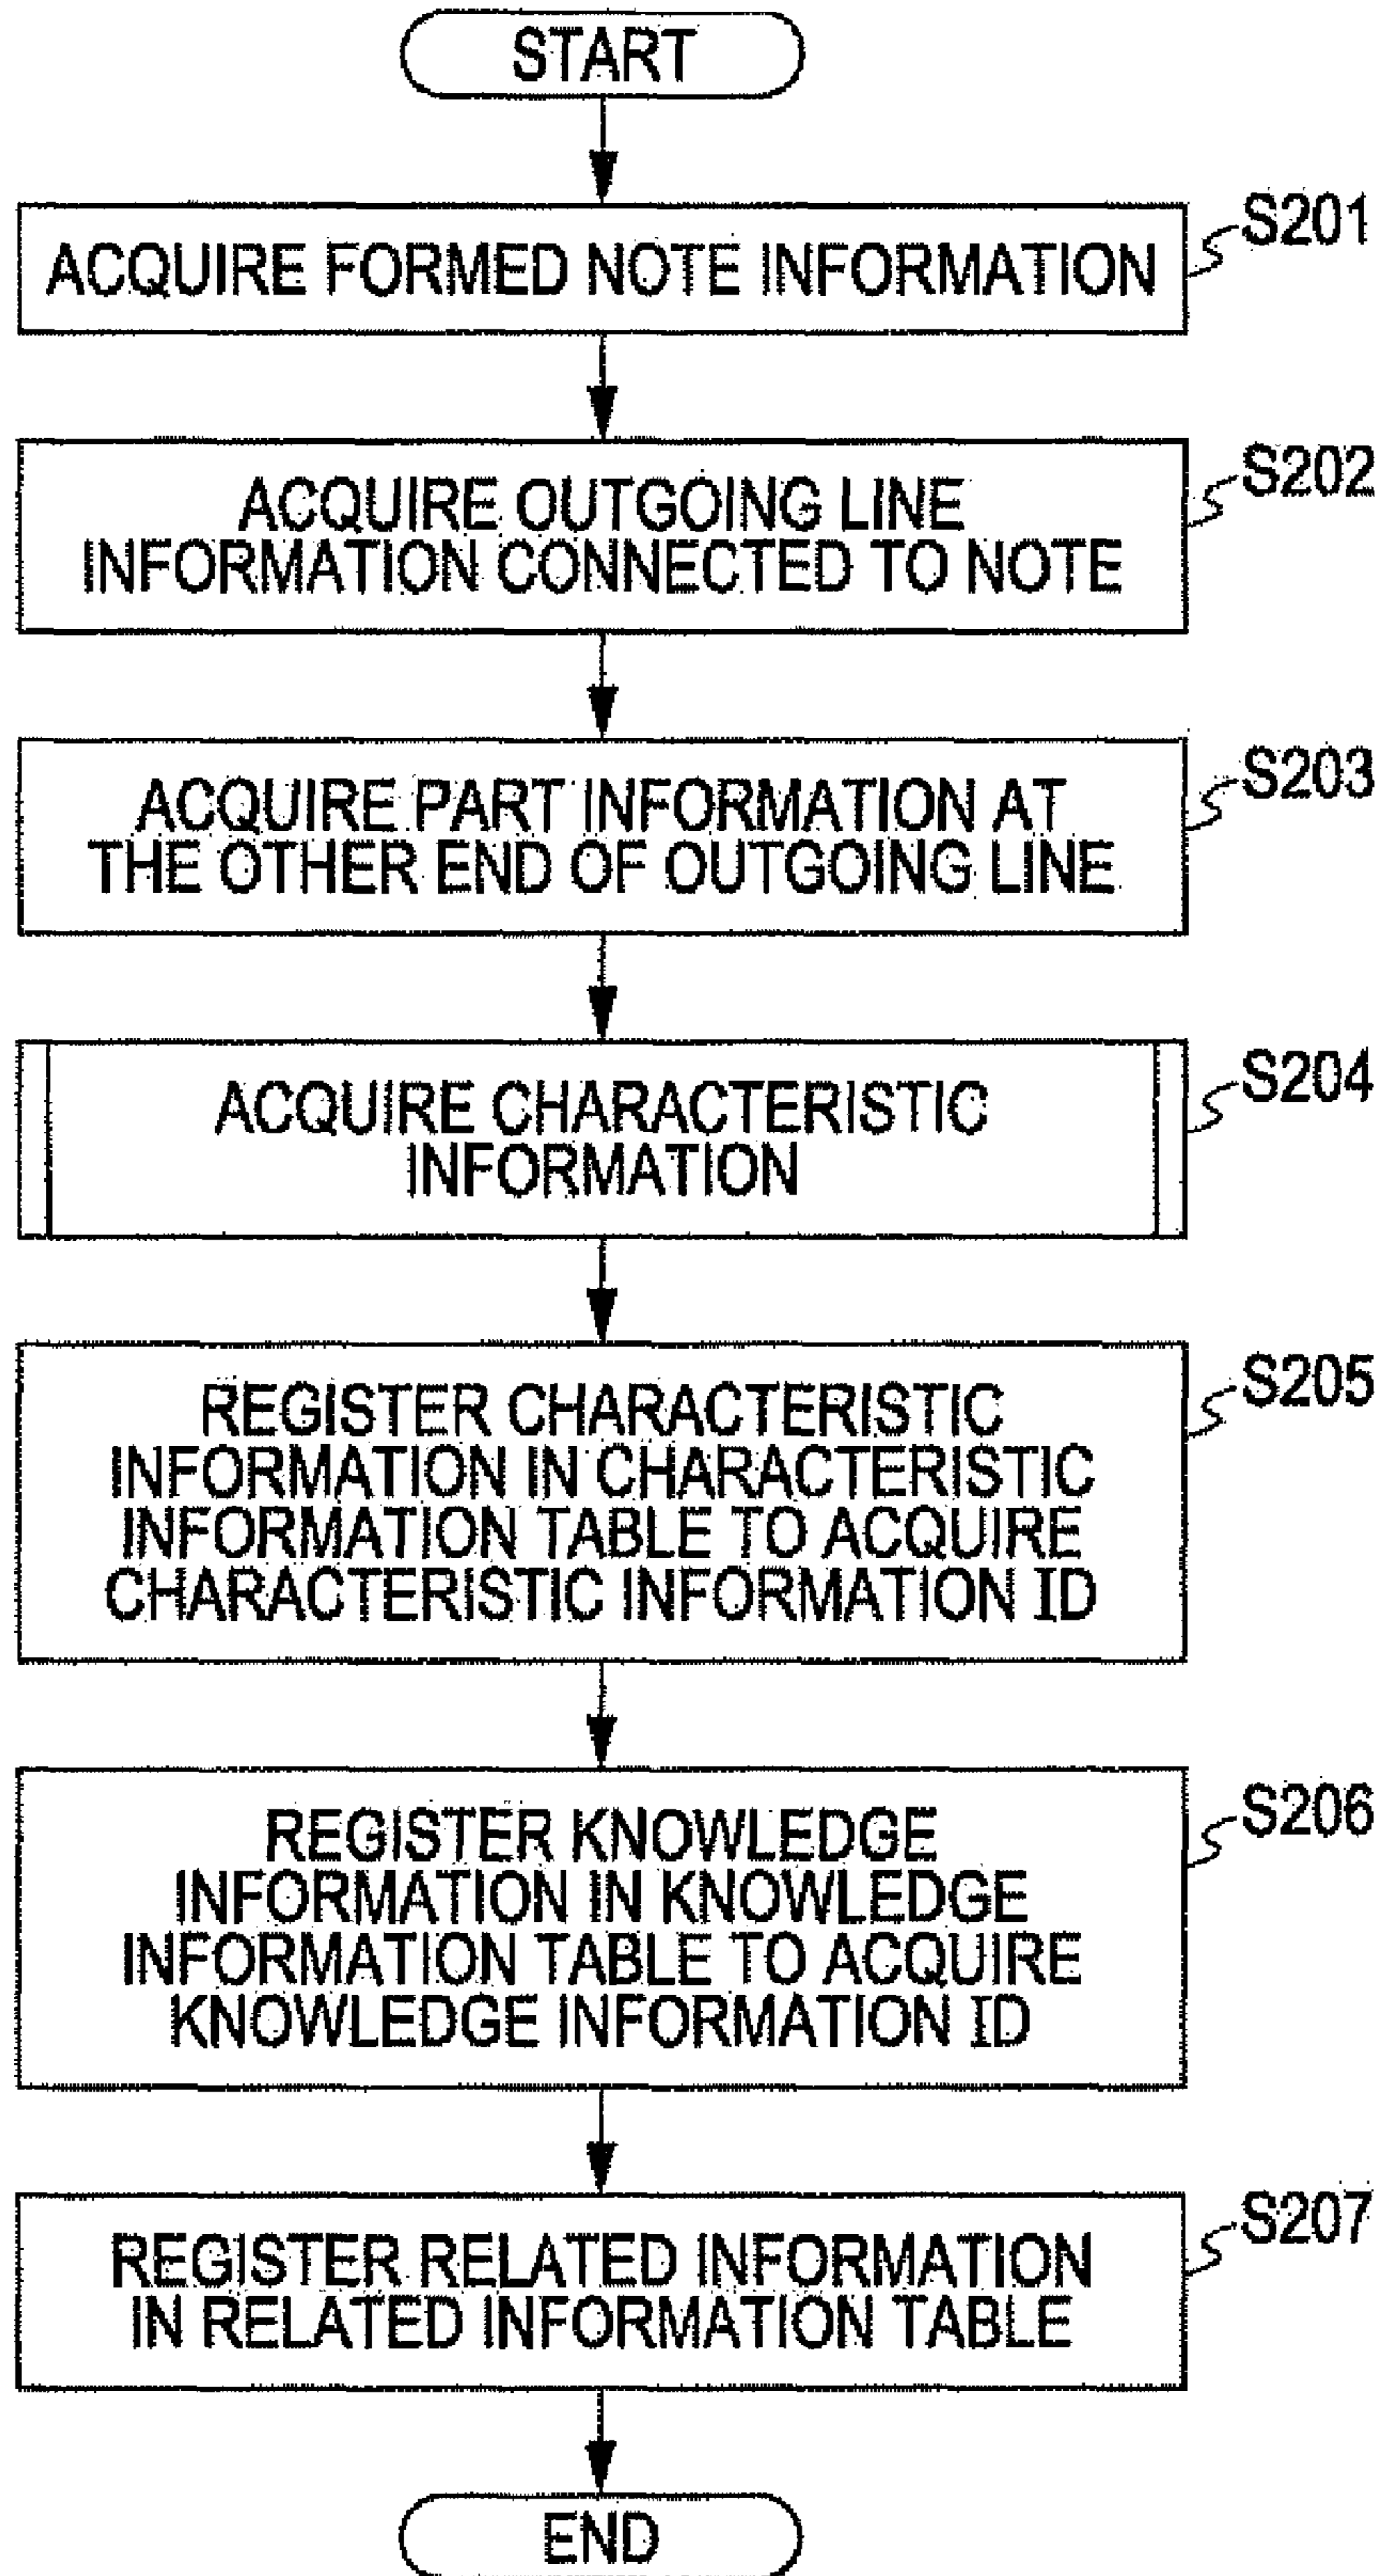 START
S201
ACQUIRE FORMED NOTE INFORMATION
S202
ACQUIRE OUTGOING LINE
INFORMATION CONNECTED TO NOTE
S203
ACQUIRE PART INFORMATION AT
THE OTHER END OF OUTGOING LINE
S204
ACQUIRE CHARACTERISTIC
INFORMATION
S205
REGISTER CHARACTERISTIC
INFORMATION IN CHARACTERISTIC
INFORMATION TABLE TO ACQUIRE
CHARACTERISTIC INFORMATION ID
S206
REGISTER KNOWLEDGE
INFORMATION IN KNOWLEDGE
INFORMATION TABLE TO ACQUIRE
KNOWLEDGE INFORMATION ID
S207
REGISTER RELATED INFORMATION
IN RELATED INFORMATION TABLE
END